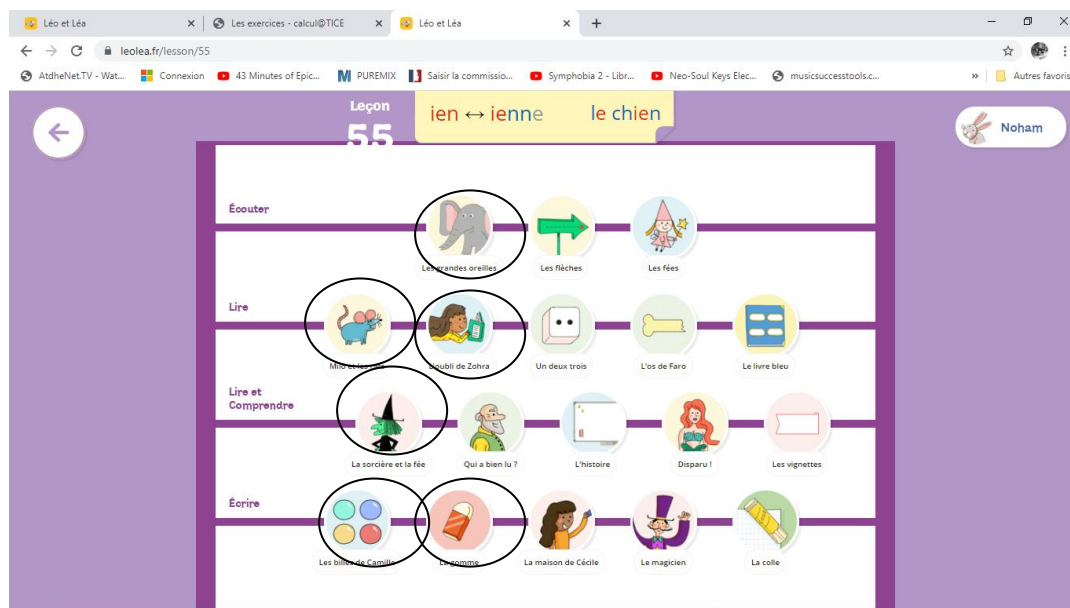 Léo et Léa
Les exercices - calcul@TICE
Léo et Léa
leolea.fr/lesson/55
AtdheNet.TV - Wat...
Connexion
43 Minutes of Epic...
PUREMIX
Saisir la commissio...
Symphobia 2 - Libr...
Neo-Soul Keys Elec...
musicsuccesstools.c...
»
Autres favoris
Leçon
55
ien ↔ ienne le chien
Noham
Écouter
Les grandes oreilles
Les flèches
Les fées
Lire
Milo et les
L'oubli de Zohra
Un deux trois
L'os de Faro
Le livre bleu
Lire et
Comprendre
La sorcière et la fée
Qui a bien lu ?
L'histoire
Disparu !
Les vignettes
Écrire
Les billes de Camille
La gomme
La maison de Cécile
Le magicien
La colle